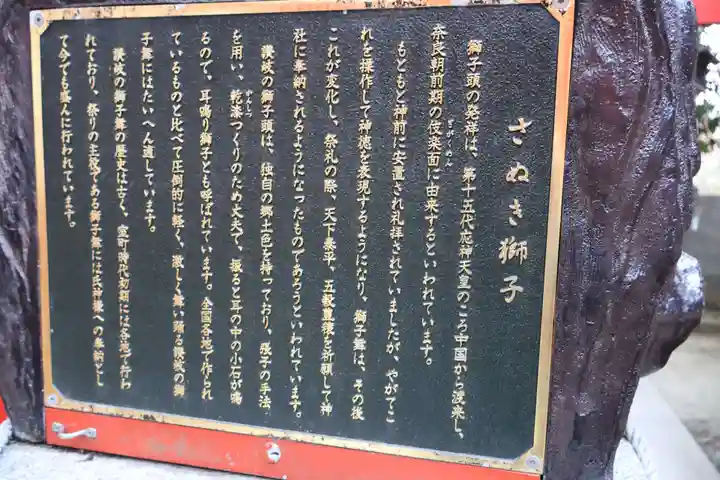 さぬき獅子
獅子頭の発祥は、第十五代応神天皇のころ中国から渡来し、
奈良朝前期の伎楽面に由来するといわれています。
ぎがくめん
もともと神前に安置され礼拝されていましたが、やがてこ
れを操作して神徳を表現するようになり、獅子舞は、その後
これが変化し、祭礼の際、天下泰平、五穀豊穣を祈願して神
社に奉納されるようになったものであろうといわれています。
讃岐の獅子頭は、独自の郷土色を持っており、張子の手法
を用い、乾漆つくりのため丈夫で、振ると耳の中の小石が鳴
かんしつ
るので、耳鳴り獅子とも呼ばれています。全国各地で作られ
ているものと比べて圧倒的に軽く、激しく舞い踊る讃岐の獅
子舞にはたいへん適しています。
讃岐の獅子舞の歴史は古く、室町時代初期には各地で行わ
れており、祭りの主役である獅子舞には氏神様への奉納とし
て今でも盛んに行われています。